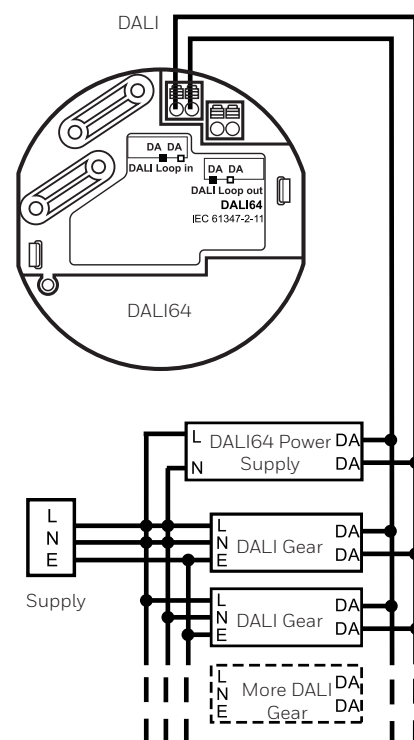 DALI
DA DA
DALI Loop in
DA DA
DALI Loop out
DALI64
IEC 61347-2-11
DALI64
L DALI64 Power DA
N Supply DA
L
N
E
Supply
L
N DALI Gear
E
DA
DA
L
N DALI Gear
E
DA
DA
L
N More DALI
E Gear
DA
DA